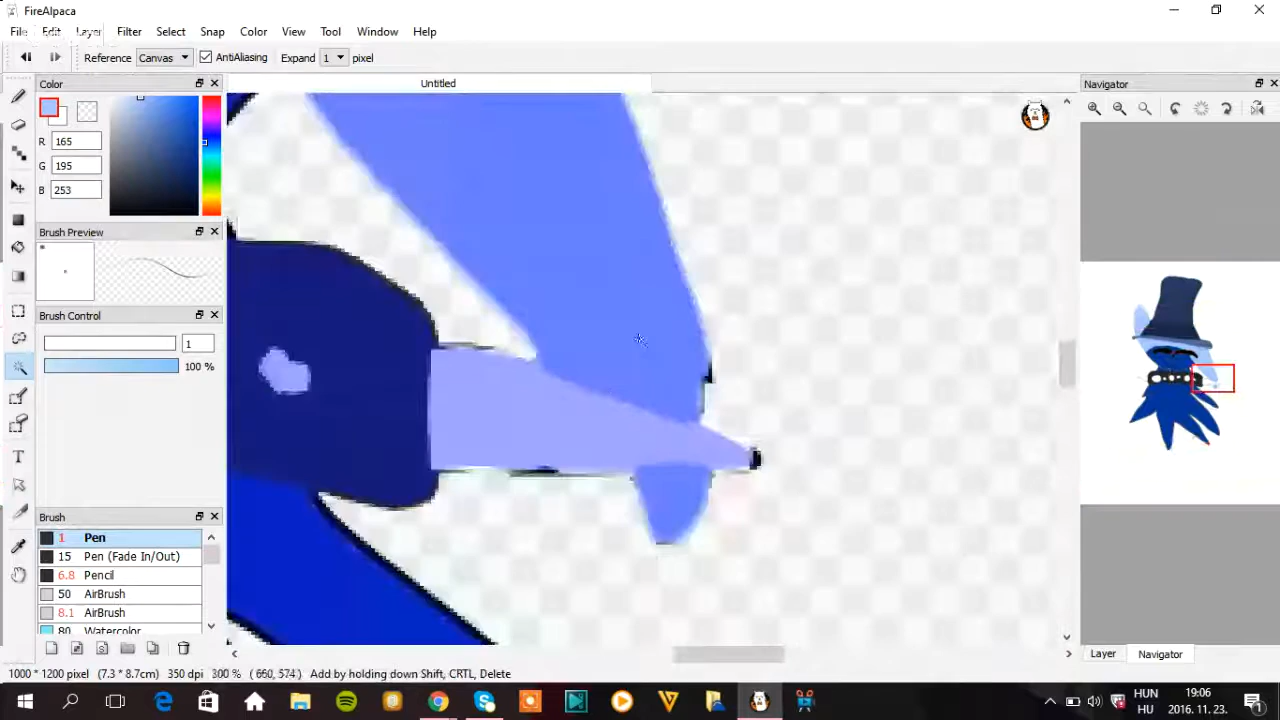 FireAlpaca
File Edit Layer Filter Select Snap Color View Tool Window Help
Reference Canvas AntiAliasing Expand 1 pixel
Color Untitled Navigator
R 165
G 195
B 253
Brush Preview
Brush Control
1
100 %
Brush
1 Pen
15 Pen (Fade In/Out)
6.8 Pencil
50 AirBrush
8.1 AirBrush
80 Watercolor
Layer Navigator
1000 * 1200 pixel (7.3 * 8.7cm) 350 dpi 300 % ( 650, 574 ) Add by holding down Shift, CRTL, Delete
HUN 19:06
HU 2016. 11. 23.